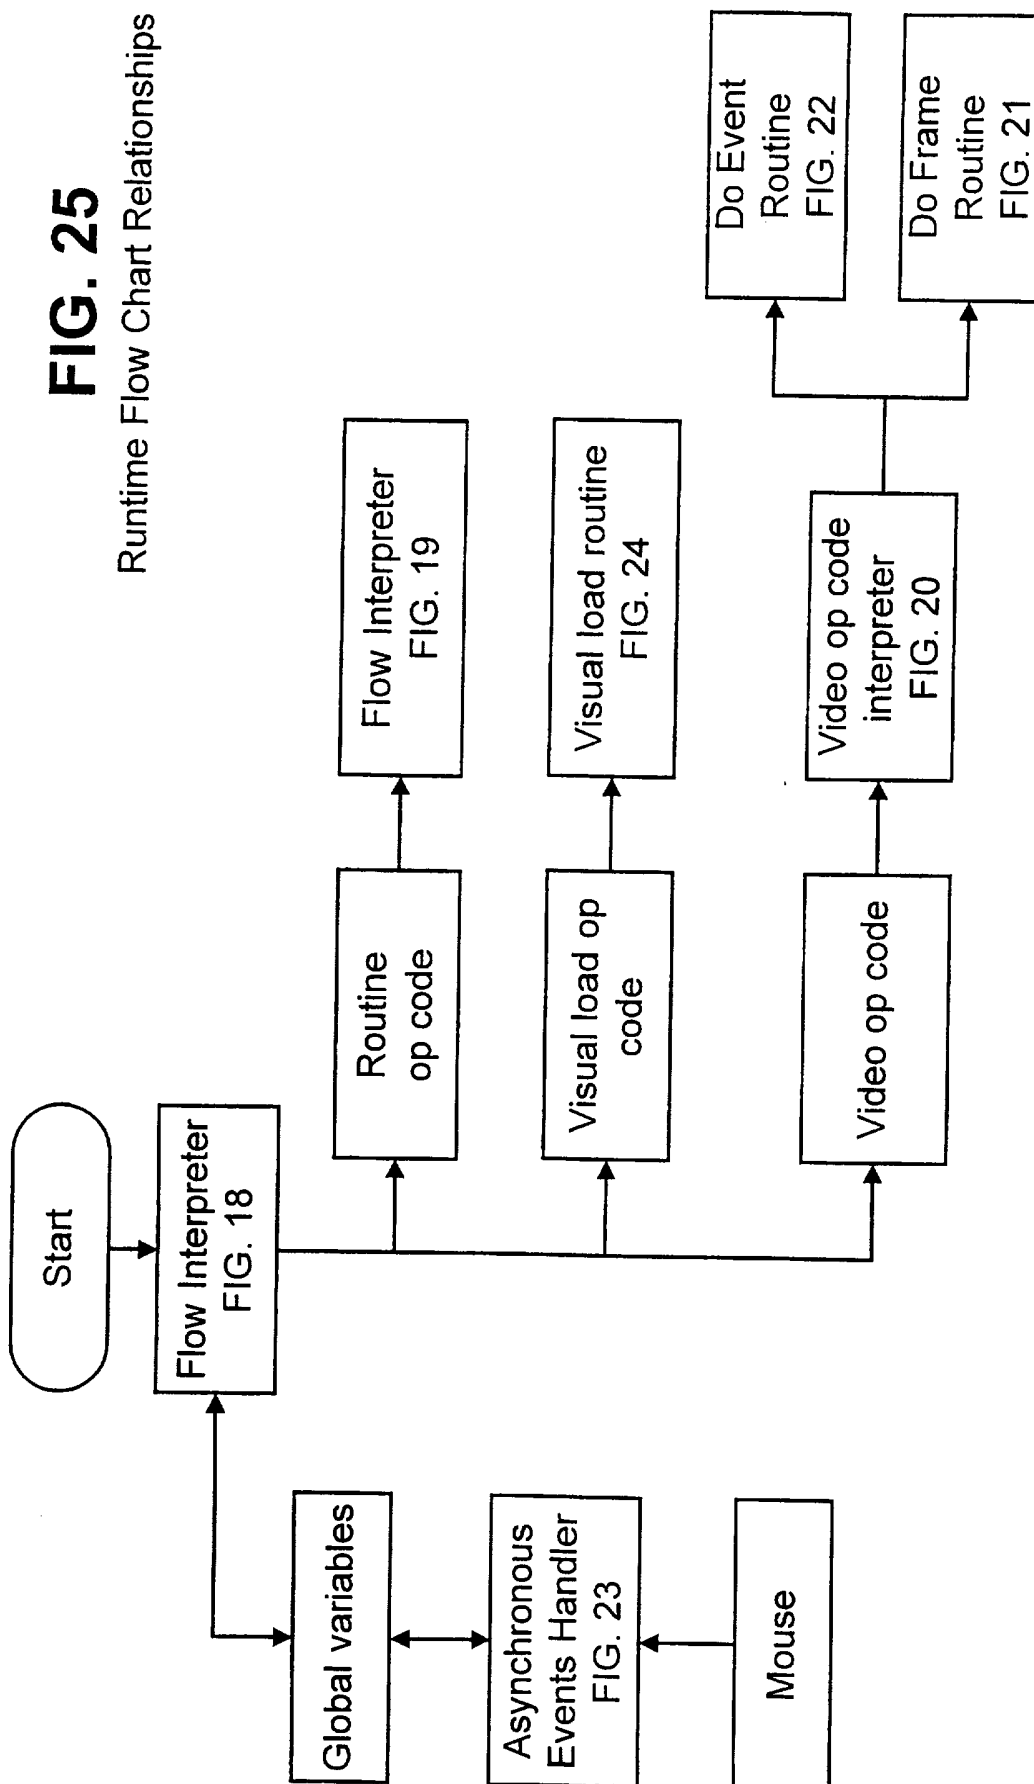 FIG. 25
Runtime Flow Chart Relationships
Start
Flow Interpreter
FIG. 18
Global variables
Asynchronous
Events Handler
FIG. 23
Mouse
Routine
op code
Flow Interpreter
FIG. 19
Visual load op
code
Visual load routine
FIG. 24
Video op code
Video op code
interpreter
FIG. 20
Do Event
Routine
FIG. 22
Do Frame
Routine
FIG. 21